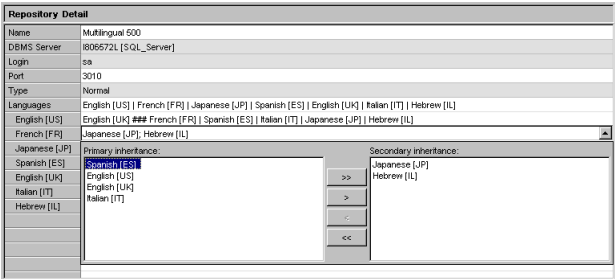 Repository Detail
Name Multilingual 500
DBMS Server I806572L [SQL_Server]
Login sa
Port 3010
Type Normal
Languages English [US] | French [FR] | Japanese [JP] | Spanish [ES] | English [UK] | Italian [IT] | Hebrew [IL]
English [US] English [UK] ### French [FR] | Spanish [ES] | Italian [IT] | Japanese [JP] | Hebrew [IL]
French [FR] Japanese [JP]; Hebrew [IL]
Japanese [JP] Primary inheritance: Secondary inheritance:
Spanish [ES] Spanish [ES] Japanese [JP]
English [UK] English [US] >> Hebrew [IL]
Italian [IT] English [UK]
Hebrew [IL] Italian [IT] >
<
<<